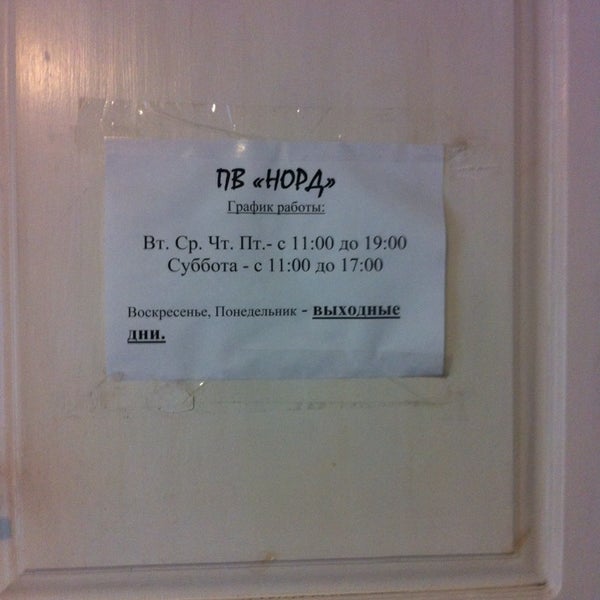 ПВ «НОРД»
График работы:
Вт. Ср. Чт. Пт.- с 11:00 до 19:00
Суббота - с 11:00 до 17:00
Воскресенье, Понедельник - выходные
дни.